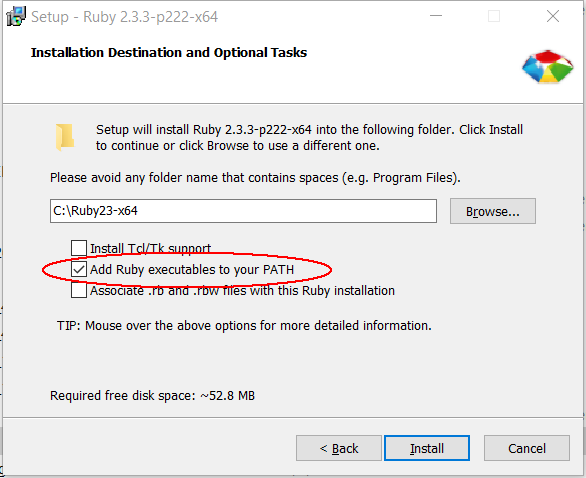 Setup - Ruby 2.3.3-p222-x64
Installation Destination and Optional Tasks
Setup will install Ruby 2.3.3-p222-x64 into the following folder. Click Install
to continue or click Browse to use a different one.
Please avoid any folder name that contains spaces (e.g. Program Files).
C:\Ruby23-x64
Browse...
Install Tcl/Tk support
Add Ruby executables to your PATH
Associate .rb and .rbw files with this Ruby installation
TIP: Mouse over the above options for more detailed information.
Required free disk space: ~52.8 MB
< Back
Install
Cancel